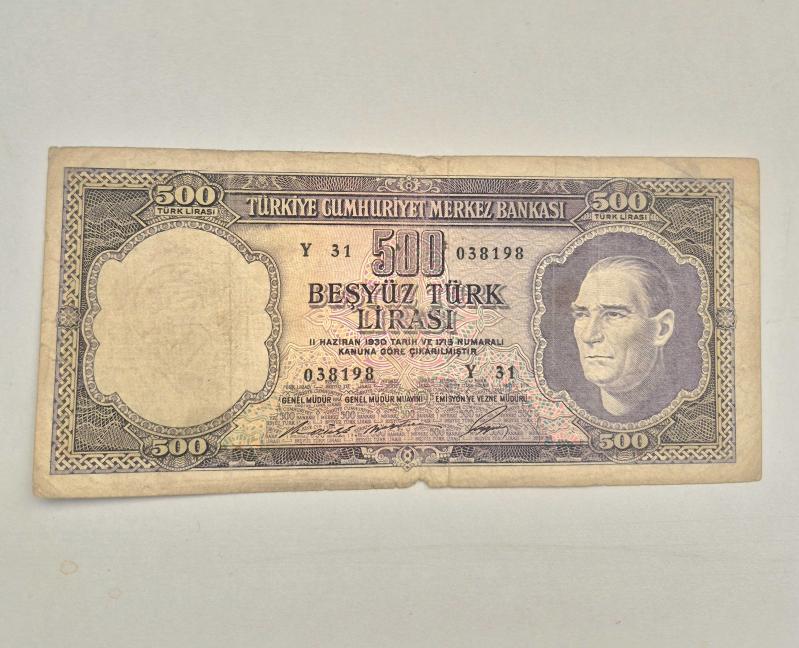 500 500
TÜRK LİRASI TÜRK LİRASI
TÜRKİYE CUMHURİYET MERKEZ BANKASI
Y 31 500 038198
BEŞYÜZ TÜRK
LİRASI
11 HAZİRAN 1930 TARİH VE 1715 NUMARALI
KANUNA GÖRE ÇIKARILMIŞTIR
038198 Y 31
GENEL MÜDÜR GENEL MÜDÜR MUAVİNİ EMİSYON VE VEZNE MÜDÜRÜ
500 500